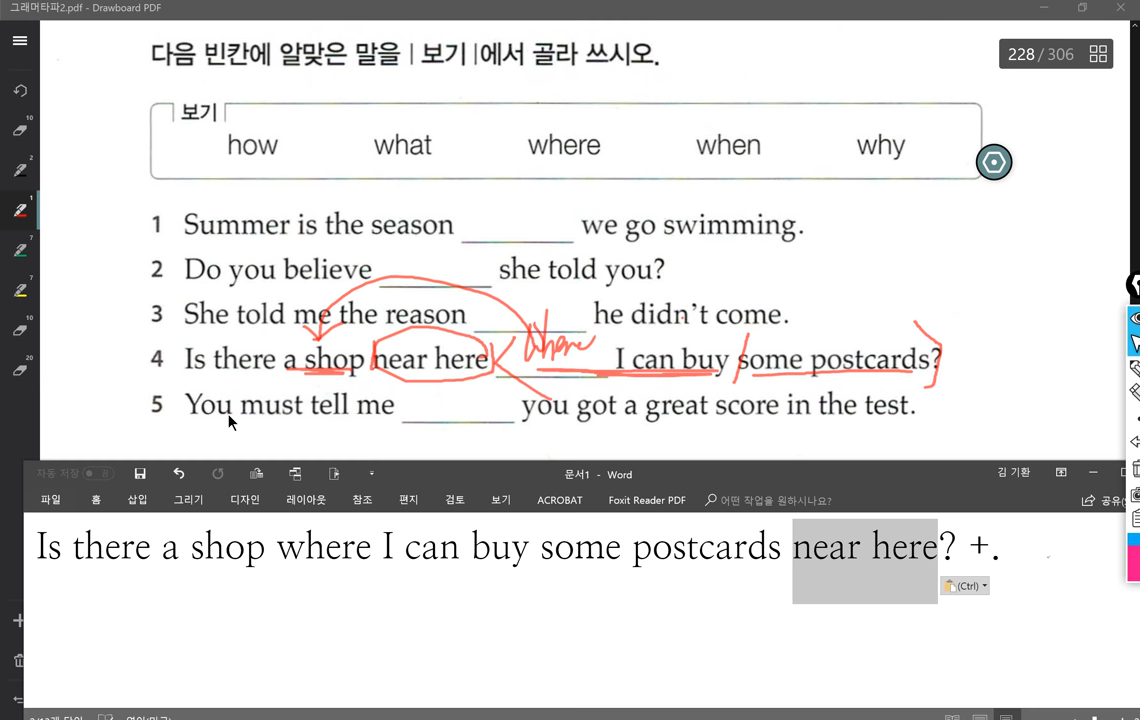 그래머타파2.pdf - Drawboard PDF
다음 빈칸에 알맞은 말을 | 보기 |에서 골라 쓰시오.
228 / 306
보기
how what where when why
1 Summer is the season ________ we go swimming.
2 Do you believe ________ she told you?
3 She told me the reason ________ he didn't come.
where
4 Is there a shop near here ________ I can buy some postcards?
5 You must tell me ________ you got a great score in the test.
10
2
1
7
7
10
20
자동 저장 문서1 - Word 김 기환
파일 홈 삽입 그리기 디자인 레이아웃 참조 편지 검토 보기 ACROBAT Foxit Reader PDF 어떤 작업을 원하시나요? 공유
Is there a shop where I can buy some postcards near here? +.
(Ctrl)